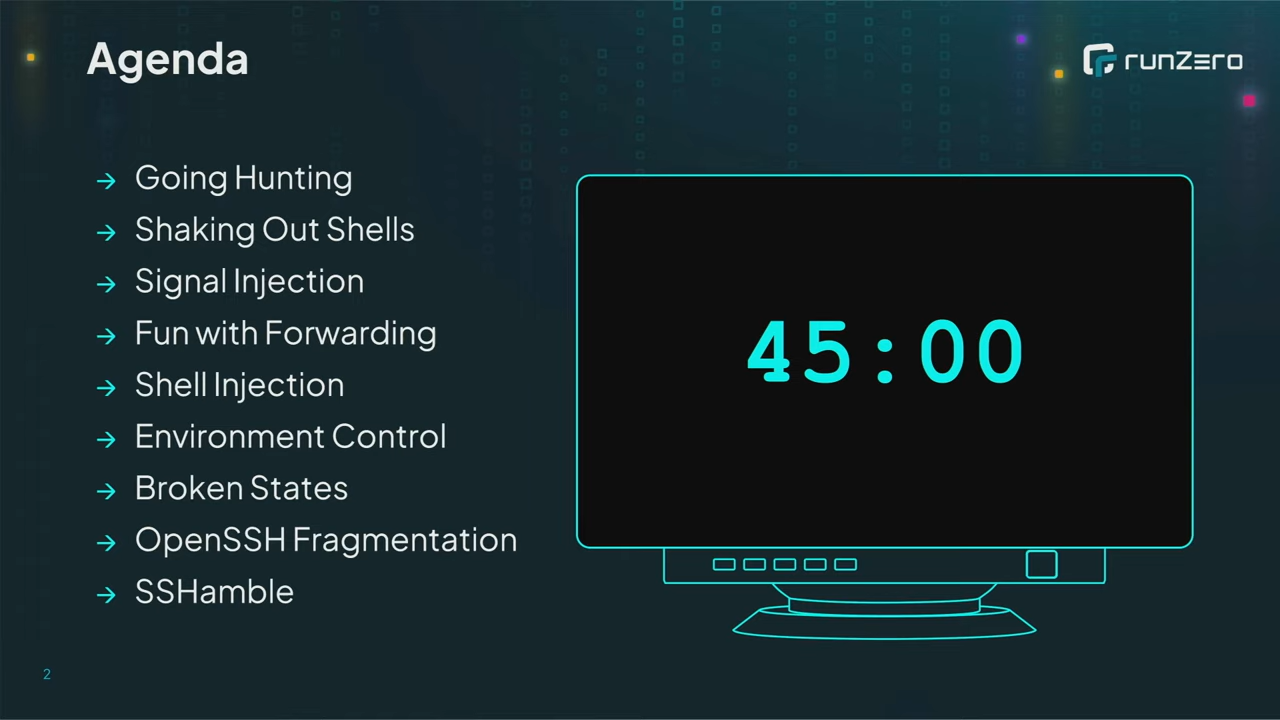 Agenda
runZero
→ Going Hunting
→ Shaking Out Shells
→ Signal Injection
→ Fun with Forwarding
→ Shell Injection
→ Environment Control
→ Broken States
→ OpenSSH Fragmentation
→ SSHamble
45:00
2